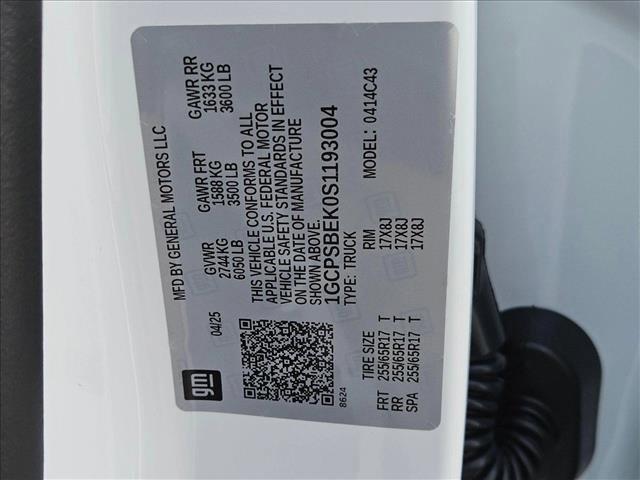 MFD BY GENERAL MOTORS LLC
04/25
GVWR GAWR FRT GAWR RR
2744 KG 1588 KG 1633 KG
6050 LB 3500 LB 3600 LB
THIS VEHICLE CONFORMS TO ALL
APPLICABLE U.S. FEDERAL MOTOR
VEHICLE SAFETY STANDARDS IN EFFECT
ON THE DATE OF MANUFACTURE
SHOWN ABOVE.
1GCPSBEK0S1193004
TYPE: TRUCK MODEL: 0414C43
gm
8624
TIRE SIZE RIM
FRT 255/65R17 T 17X8J
RR 255/65R17 T 17X8J
SPA 255/65R17 T 17X8J